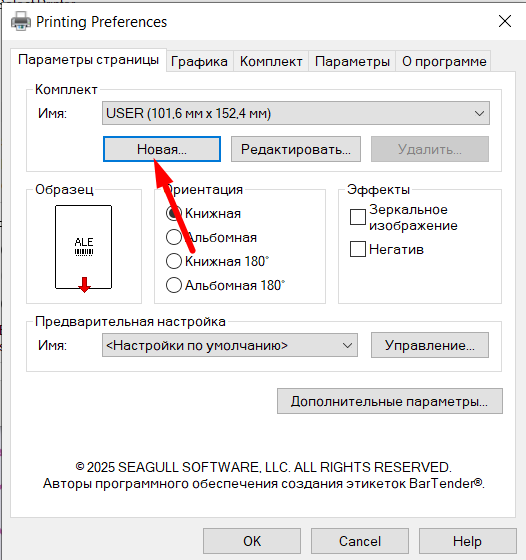 Printing Preferences
Параметры страницы Графика Комплект Параметры О программе
Комплект
Имя: USER (101,6 мм x 152,4 мм)
Новая... Редактировать... Удалить...
Образец
ALE
Ориентация
Книжная
Альбомная
Книжная 180°
Альбомная 180°
Эффекты
Зеркальное
изображение
Негатив
Предварительная настройка
Имя: <Настройки по умолчанию> Управление...
Дополнительные параметры...
© 2025 SEAGULL SOFTWARE, LLC. ALL RIGHTS RESERVED.
Авторы программного обеспечения создания этикеток BarTender®.
OK Cancel Help